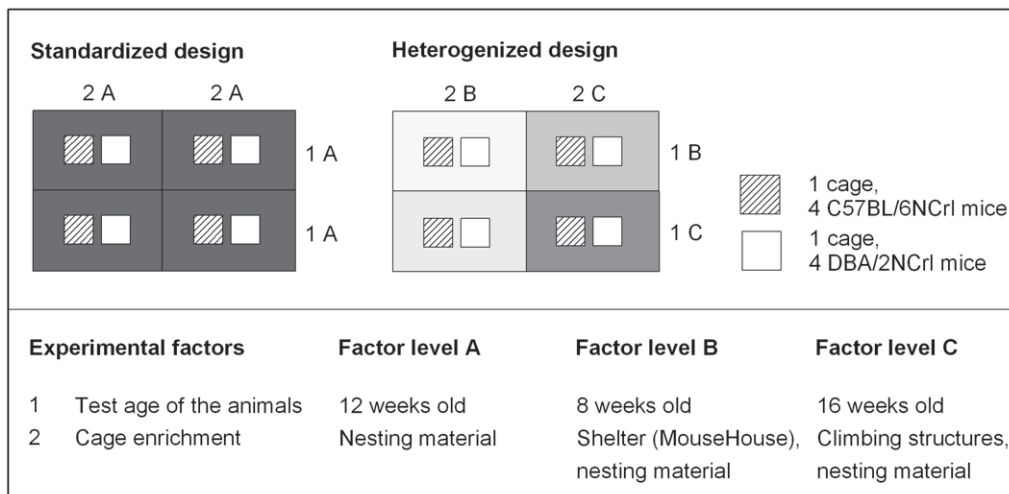 Standardized design
Heterogenized design
2 A 2 A
2 B 2 C
1 A
1 B
1 A
1 C
1 cage,
4 C57BL/6NCrl mice
1 cage,
4 DBA/2NCrl mice
Experimental factors Factor level A Factor level B Factor level C
1 Test age of the animals 12 weeks old 8 weeks old 16 weeks old
2 Cage enrichment Nesting material Shelter (MouseHouse), Climbing structures,
nesting material nesting material